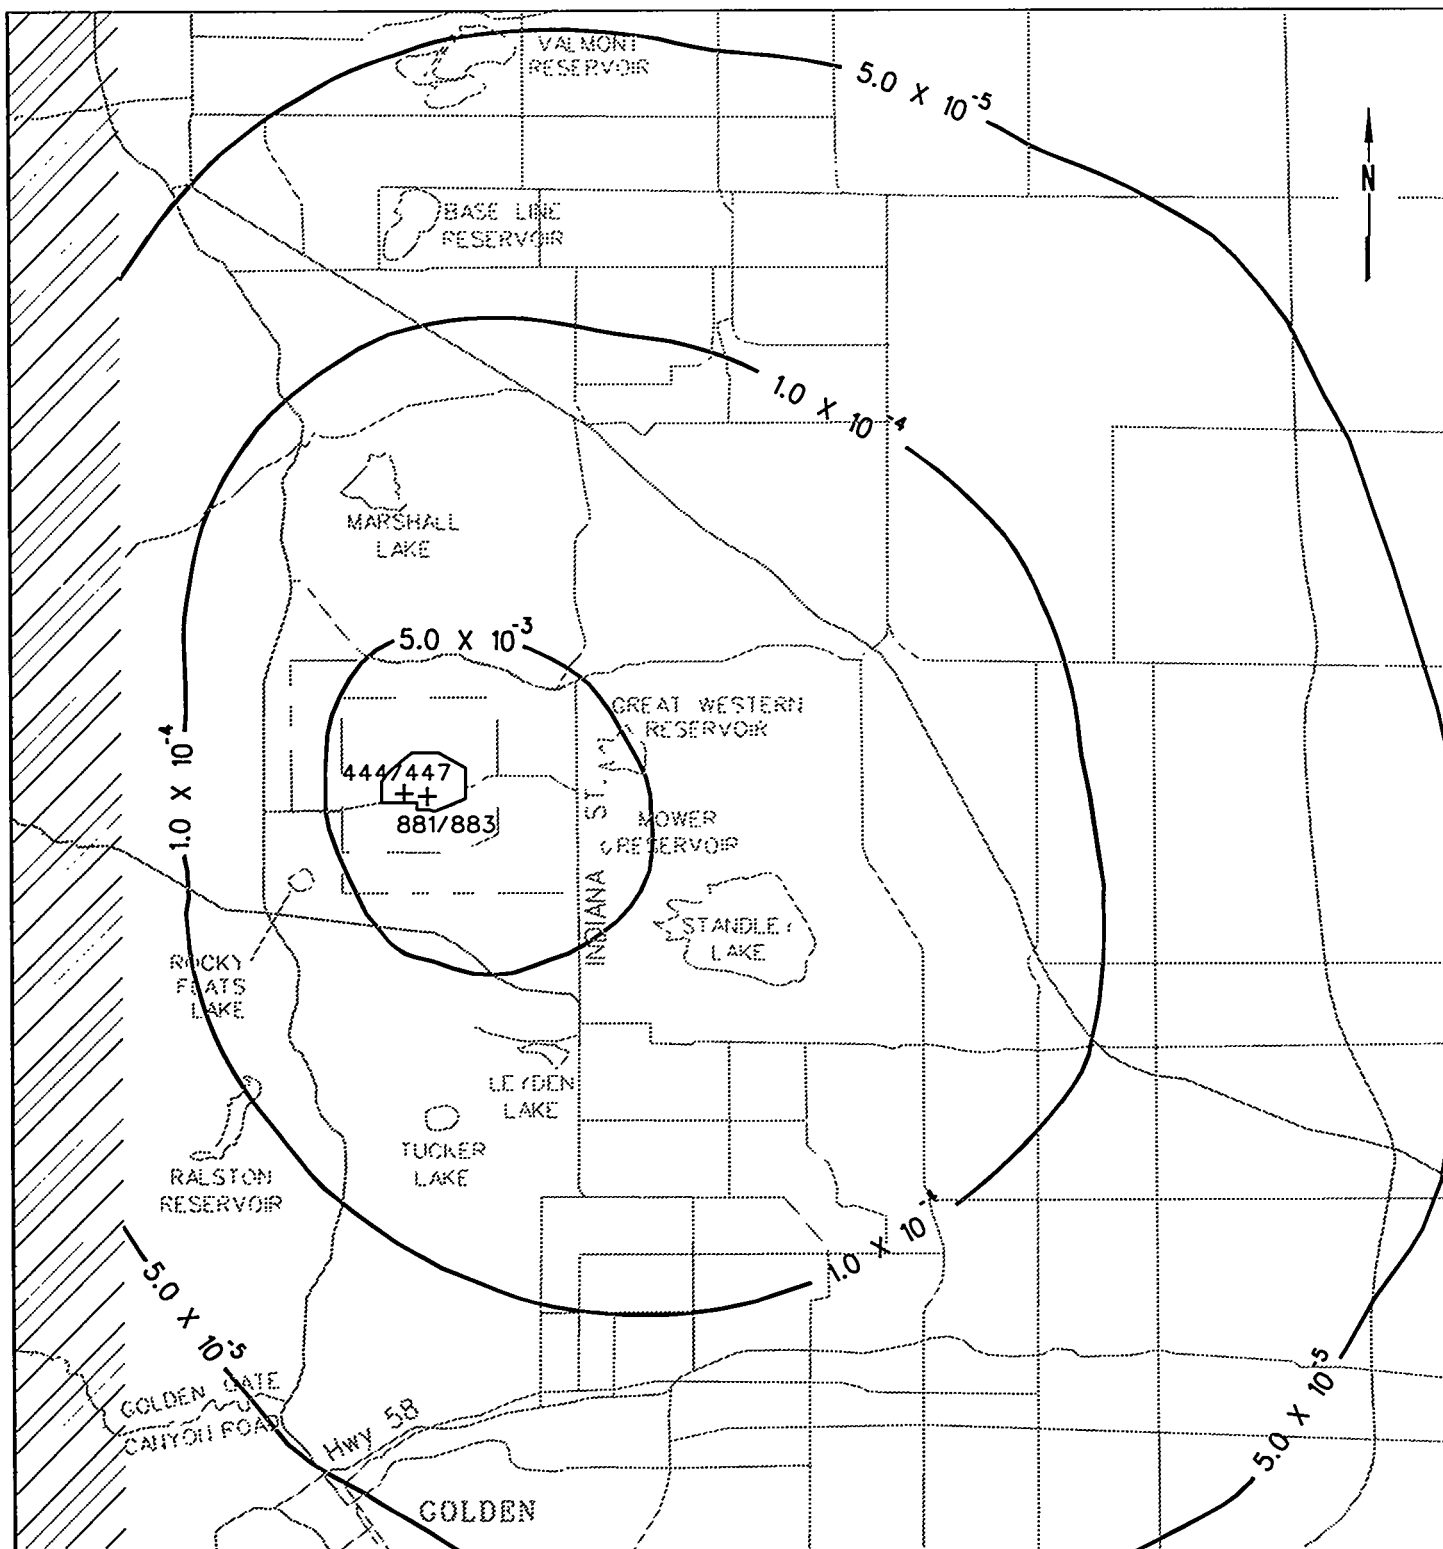 VALMONT
RESERVOIR
5.0 X 10-5
N
BASE LINE
RESERVOIR
1.0 X 10-4
MARSHALL
LAKE
5.0 X 10-3
GREAT WESTERN
RESERVOIR
1.0 X 10-4
444/447
881/883
INDIANA ST.
MOWER
RESERVOIR
STANDLEY
LAKE
ROCKY
FLATS
LAKE
LEYDEN
LAKE
TUCKER
LAKE
RALSTON
RESERVOIR
1.0 X 10
5.0 X 10-5
5.0 X 10-5
GOLDEN GATE
CANYON ROAD
Hwy 58
GOLDEN